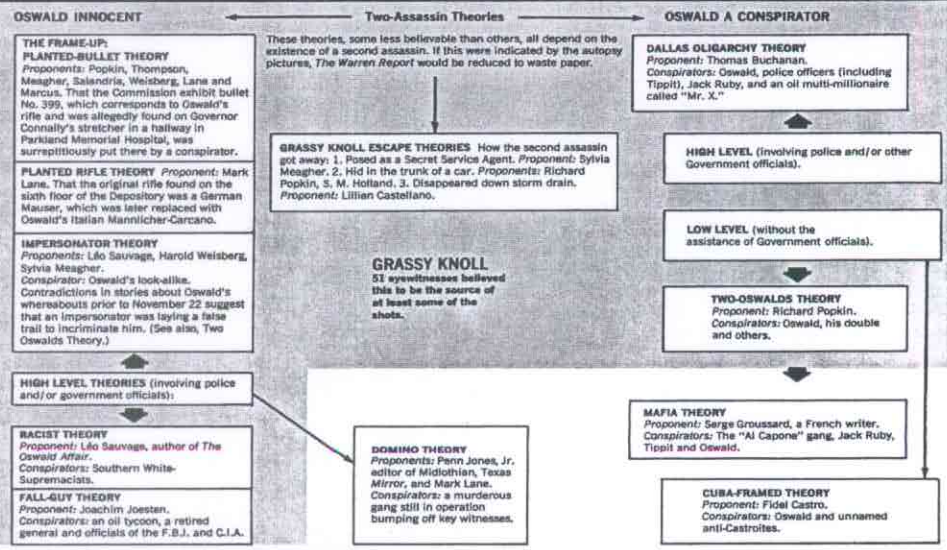 OSWALD INNOCENT
Two-Assassin Theories
OSWALD A CONSPIRATOR
THE FRAME-UP:
PLANTED-BULLET THEORY
Proponents: Popkin, Thompson,
Meagher, Salandria, Weisberg, Lane and
Marcus. That the Commission exhibit bullet
No. 399, which corresponds to Oswald's
rifle and was allegedly found on Governor
Connally's stretcher in a hallway in
Parkland Memorial Hospital, was
surreptitiously put there by a conspirator.
PLANTED RIFLE THEORY Proponent: Mark
Lane. That the original rifle found on the
sixth floor of the Depository was a German
Mauser, which was later replaced with
Oswald's Italian Mannlicher-Carcano.
IMPERSONATOR THEORY
Proponents: Léo Sauvage, Harold Weisberg,
Sylvia Meagher.
Conspirator: Oswald's look-alike.
Contradictions in stories about Oswald's
whereabouts prior to November 22 suggest
that an impersonator was laying a false
trail to incriminate him. (See also, Two
Oswalds Theory.)
HIGH LEVEL THEORIES (involving police
and/or government officials):
RACIST THEORY
Proponent: Léo Sauvage, author of The
Oswald Affair.
Conspirators: Southern White-
Supremacists.
FALL-GUY THEORY
Proponent: Joachim Joesten.
Conspirators: an oil tycoon, a retired
general and officials of the F.B.I. and C.I.A.
These theories, some less believable than others, all depend on the
existence of a second assassin. If this were indicated by the autopsy
pictures, The Warren Report would be reduced to waste paper.
GRASSY KNOLL ESCAPE THEORIES How the second assassin
got away: 1. Posed as a Secret Service Agent. Proponent: Sylvia
Meagher. 2. Hid in the trunk of a car. Proponents: Richard
Popkin, S. M. Holland. 3. Disappeared down storm drain.
Proponent: Lillian Castellano.
GRASSY KNOLL
51 eyewitnesses believed
this to be the source of
at least some of the
shots.
DOMINO THEORY
Proponents: Penn Jones, Jr.
editor of Midlothian, Texas
Mirror, and Mark Lane.
Conspirators: a murderous
gang still in operation
bumping off key witnesses.
DALLAS OLIGARCHY THEORY
Proponent: Thomas Buchanan.
Conspirators: Oswald, police officers (including
Tippit), Jack Ruby, and an oil multi-millionaire
called "Mr. X."
HIGH LEVEL (involving police and/or other
Government officials).
LOW LEVEL (without the
assistance of Government officials).
TWO-OSWALDS THEORY
Proponent: Richard Popkin.
Conspirators: Oswald, his double
and others.
MAFIA THEORY
Proponent: Serge Groussard, a French writer.
Conspirators: The "Al Capone" gang, Jack Ruby,
Tippit and Oswald.
CUBA-FRAMED THEORY
Proponent: Fidel Castro.
Conspirators: Oswald and unnamed
anti-Castroites.